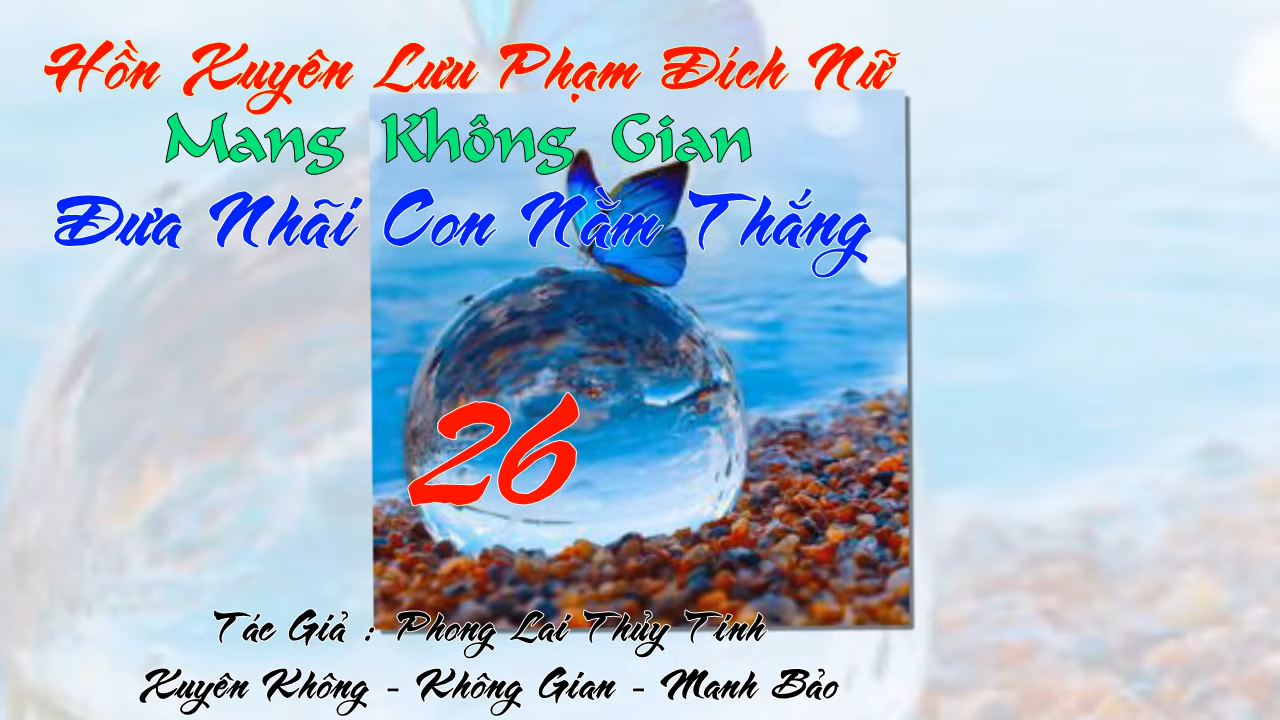 Hồn Xuyên Lưu Phạm Đích Nữ
Mang Không Gian
Đưa Nhãi Con Nằm Thắng
26
Tác Giả : Phong Lai Thủy Tính
Xuyên Không - Không Gian - Manh Bảo